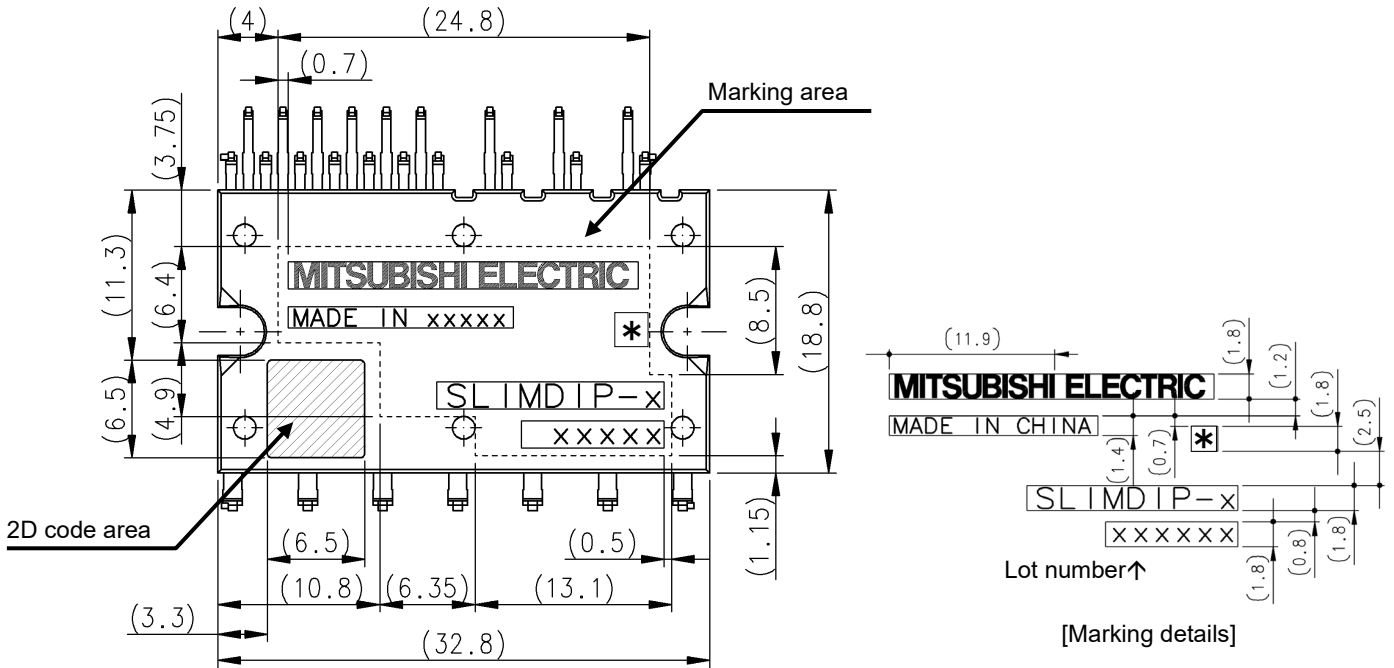 (4)
(24.8)
(0.7)
Marking area
(3.75)
(11.3)
(6.4)
MITSUBISHI ELECTRIC
MADE IN xxxxx
*
(8.5)
(18.8)
(6.5)
(4.9)
SLIMDIP-x
xxxxx
2D code area
(6.5)
(0.5)
(1.15)
(10.8)
(6.35)
(13.1)
(3.3)
(32.8)
(11.9)
(1.8)
(1.2)
(1.8)
(2.5)
MITSUBISHI ELECTRIC
MADE IN CHINA
*
(1.4)
(0.7)
SLIMDIP-x
xxxxxx
Lot number↑
(1.8)
(0.8)
(1.8)
[Marking details]